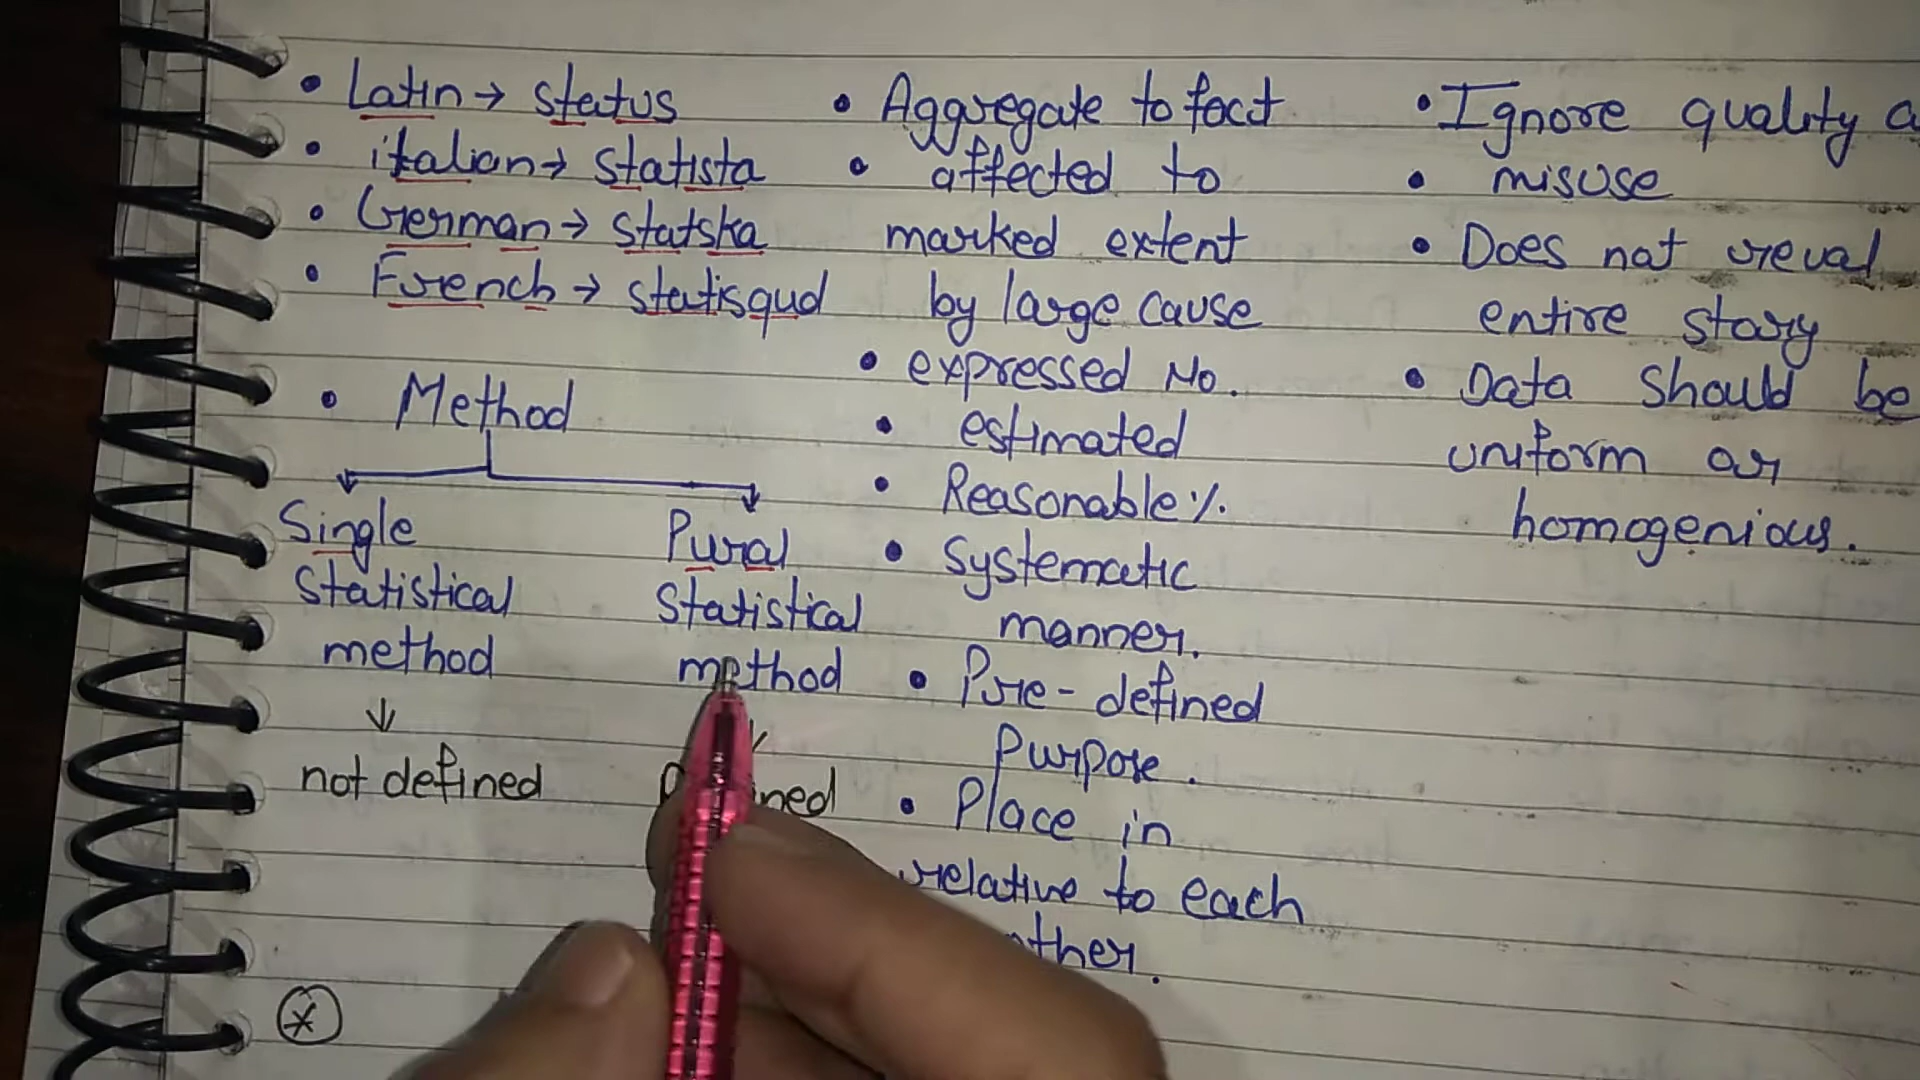 • Latin → status
• italian → statista
• German → statska
• French → statisqud
• Method
Single
statistical
method
↓
not defined
Pural
statistical
method
• Aggregate to fact
• affected to
marked extent
by large cause
• expressed No.
• estimated
• Reasonable %.
• Systematic
manner.
• Pre-defined
Purpose.
• Place in
relative to each
• Ignore quality
• misuse
• Does not reval
entire story
• Data should be
uniform or
homogenious.